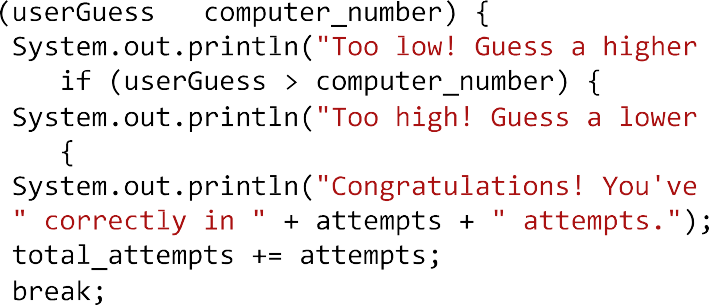 (userGuess computer_number) {
System.out.println("Too low! Guess a higher
if (userGuess > computer_number) {
System.out.println("Too high! Guess a lower
{
System.out.println("Congratulations! You've
" correctly in " + attempts + " attempts.");
total_attempts += attempts;
break;